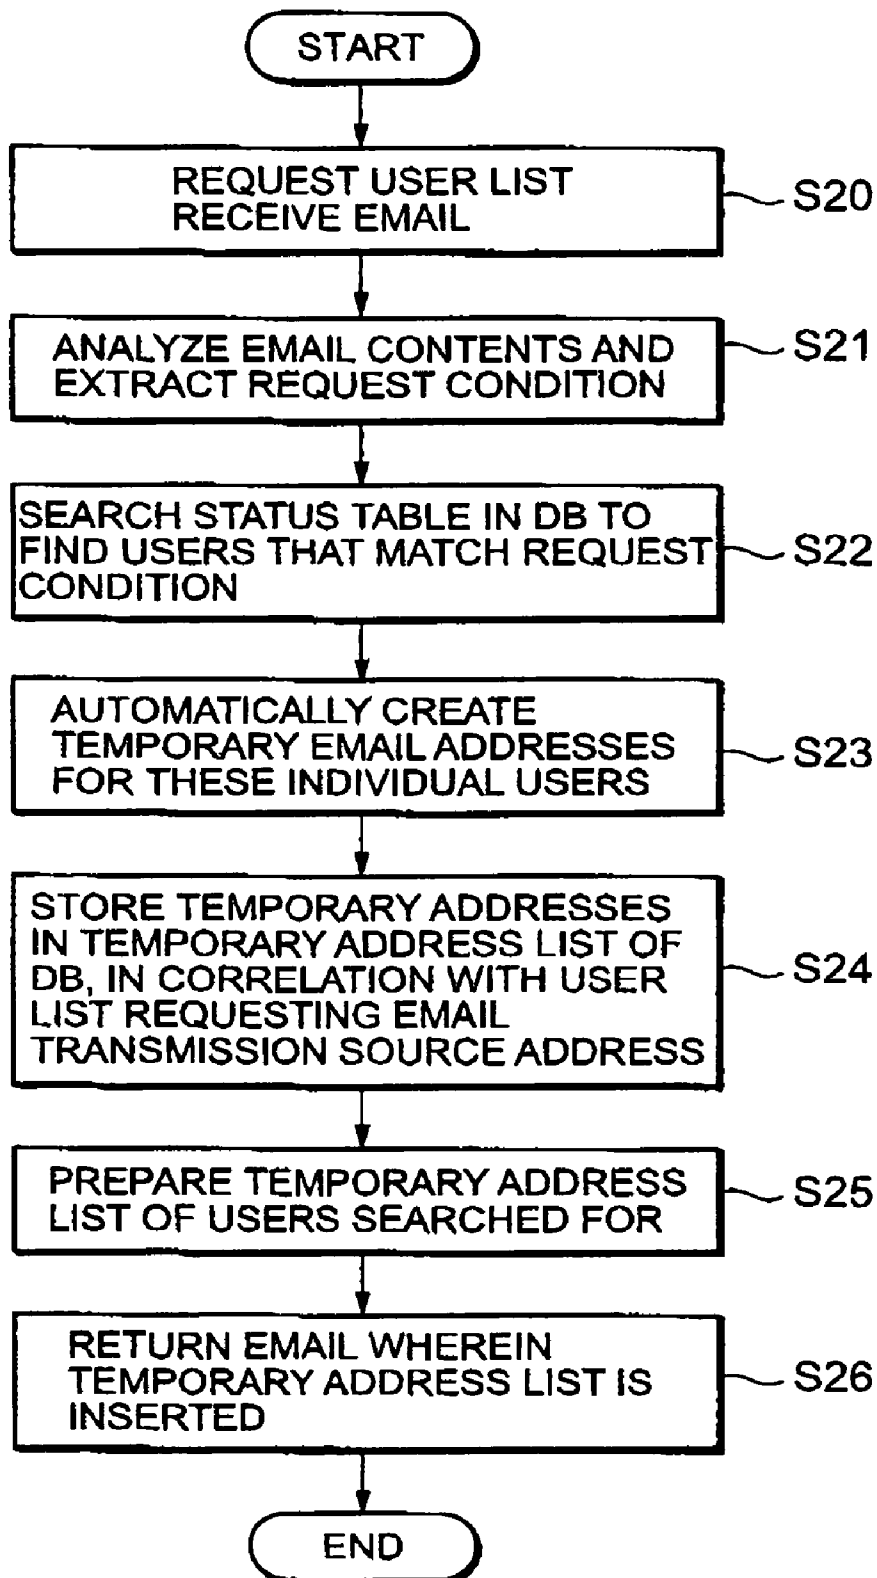 START
REQUEST USER LIST
RECEIVE EMAIL
S20
ANALYZE EMAIL CONTENTS AND
EXTRACT REQUEST CONDITION
S21
SEARCH STATUS TABLE IN DB TO
FIND USERS THAT MATCH REQUEST
CONDITION
S22
AUTOMATICALLY CREATE
TEMPORARY EMAIL ADDRESSES
FOR THESE INDIVIDUAL USERS
S23
STORE TEMPORARY ADDRESSES
IN TEMPORARY ADDRESS LIST OF
DB, IN CORRELATION WITH USER
LIST REQUESTING EMAIL
TRANSMISSION SOURCE ADDRESS
S24
PREPARE TEMPORARY ADDRESS
LIST OF USERS SEARCHED FOR
S25
RETURN EMAIL WHEREIN
TEMPORARY ADDRESS LIST IS
INSERTED
S26
END